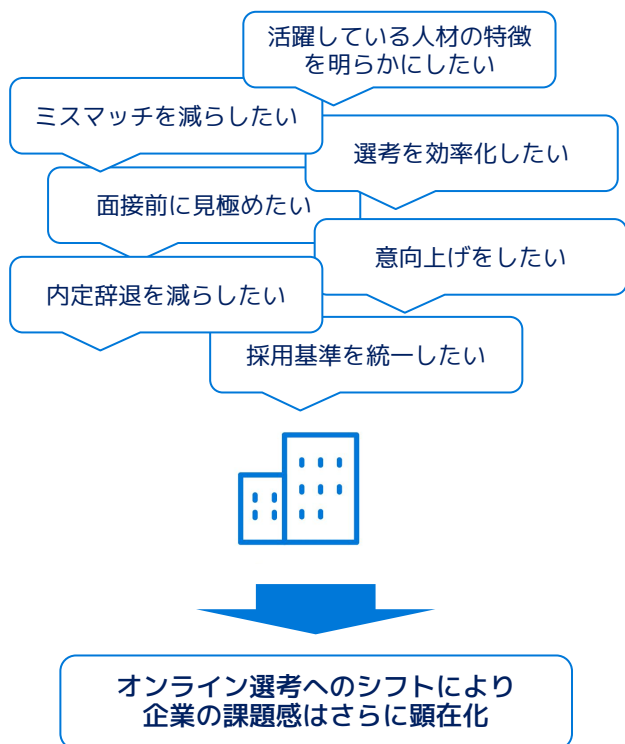 活躍している人材の特徴
を明らかにしたい
ミスマッチを減らしたい
選考を効率化したい
面接前に見極めたい
意向上げをしたい
内定辞退を減らしたい
採用基準を統一したい
オンライン選考へのシフトにより
企業の課題感はさらに顕在化